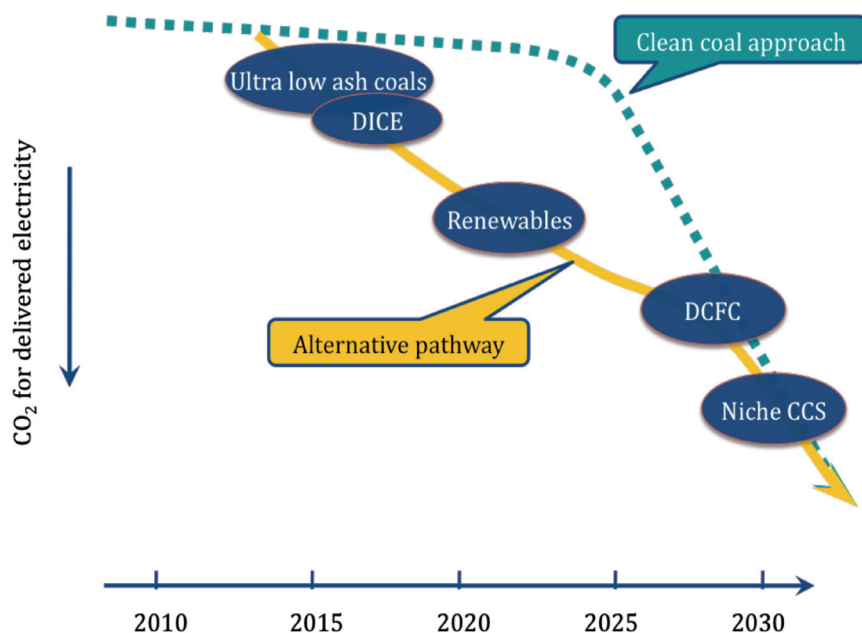 Clean coal approach
Ultra low ash coals
DICE
Renewables
DCFC
Alternative pathway
Niche CCS
CO₂ for delivered electricity
2010 2015 2020 2025 2030